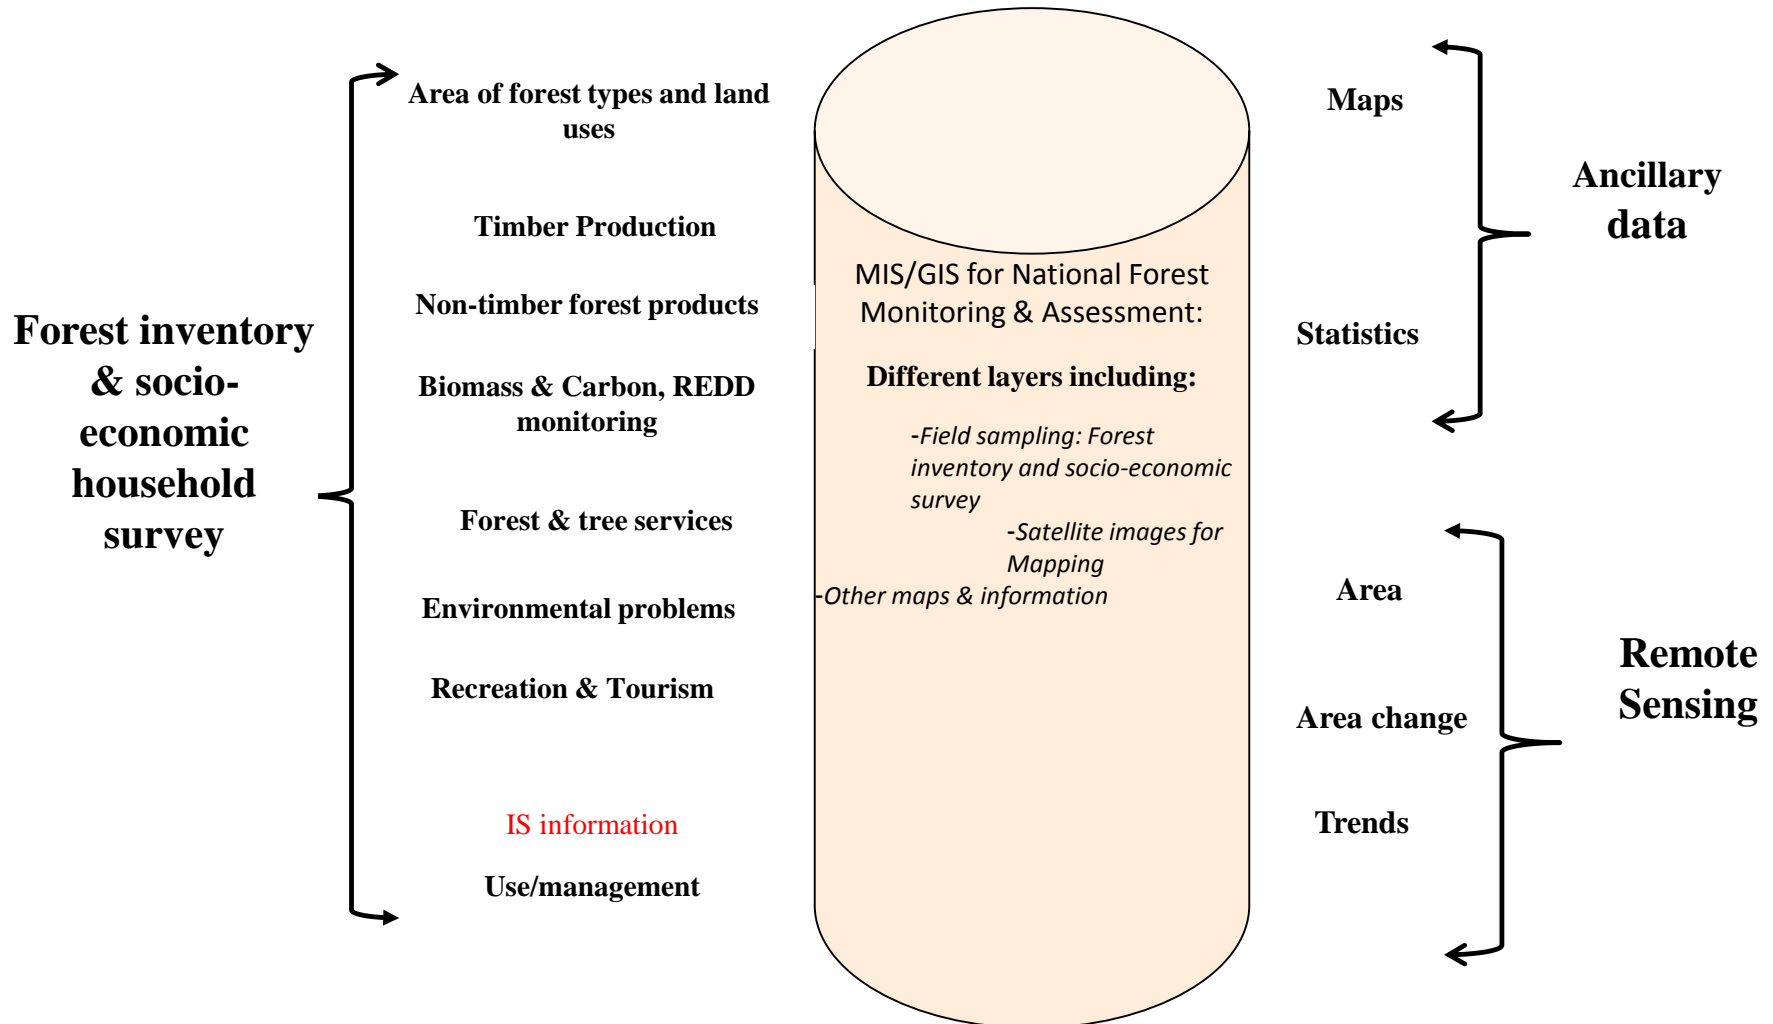 Forest inventory
& socio-
economic
household
survey
Area of forest types and land
uses
Timber Production
Non-timber forest products
Biomass & Carbon, REDD
monitoring
Forest & tree services
Environmental problems
Recreation & Tourism
IS information
Use/management
MIS/GIS for National Forest
Monitoring & Assessment:
Different layers including:
-Field sampling: Forest
inventory and socio-economic
survey
-Satellite images for
Mapping
-Other maps & information
Maps
Statistics
Ancillary
data
Area
Area change
Trends
Remote
Sensing